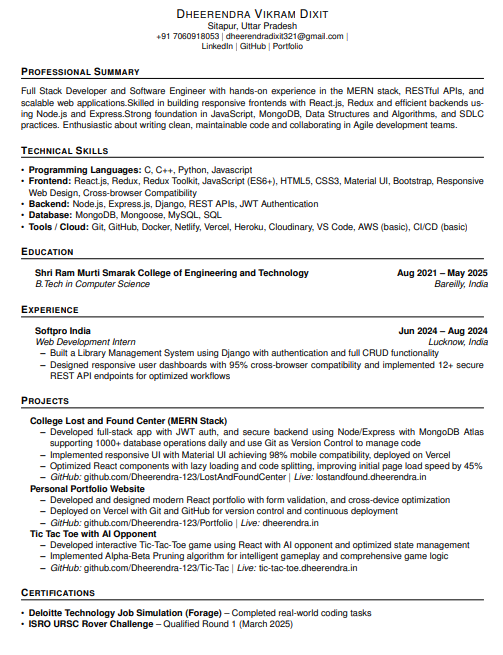 DHEERENDRA VIKRAM DIXIT
Sitapur, Uttar Pradesh
+91 7060918053 | dheerendradixit321@gmail.com |
LinkedIn | GitHub | Portfolio
PROFESSIONAL SUMMARY
Full Stack Developer and Software Engineer with hands-on experience in the MERN stack, RESTful APIs, and
scalable web applications.Skilled in building responsive frontends with React.js, Redux and efficient backends us-
ing Node.js and Express.Strong foundation in JavaScript, MongoDB, Data Structures and Algorithms, and SDLC
practices. Enthusiastic about writing clean, maintainable code and collaborating in Agile development teams.
TECHNICAL SKILLS
• Programming Languages: C, C++, Python, Javascript
• Frontend: React.js, Redux, Redux Toolkit, JavaScript (ES6+), HTML5, CSS3, Material UI, Bootstrap, Responsive
Web Design, Cross-browser Compatibility
• Backend: Node.js, Express.js, Django, REST APIs, JWT Authentication
• Database: MongoDB, Mongoose, MySQL, SQL
• Tools / Cloud: Git, GitHub, Docker, Netlify, Vercel, Heroku, Cloudinary, VS Code, AWS (basic), CI/CD (basic)
EDUCATION
Shri Ram Murti Smarak College of Engineering and Technology Aug 2021 – May 2025
B.Tech in Computer Science Bareilly, India
EXPERIENCE
Softpro India Jun 2024 – Aug 2024
Web Development Intern Lucknow, India
– Built a Library Management System using Django with authentication and full CRUD functionality
– Designed responsive user dashboards with 95% cross-browser compatibility and implemented 12+ secure
REST API endpoints for optimized workflows
PROJECTS
College Lost and Found Center (MERN Stack)
– Developed full-stack app with JWT auth, and secure backend using Node/Express with MongoDB Atlas
supporting 1000+ database operations daily and use Git as Version Control to manage code
– Implemented responsive UI with Material UI achieving 98% mobile compatibility, deployed on Vercel
– Optimized React components with lazy loading and code splitting, improving initial page load speed by 45%
– GitHub: github.com/Dheerendra-123/LostAndFoundCenter | Live: lostandfound.dheerendra.in
Personal Portfolio Website
– Developed and designed modern React portfolio with form validation, and cross-device optimization
– Deployed on Vercel with Git and GitHub for version control and continuous deployment
– GitHub: github.com/Dheerendra-123/Portfolio | Live: dheerendra.in
Tic Tac Toe with AI Opponent
– Developed interactive Tic-Tac-Toe game using React with AI opponent and optimized state management
– Implemented Alpha-Beta Pruning algorithm for intelligent gameplay and comprehensive game logic
– GitHub: github.com/Dheerendra-123/Tic-Tac | Live: tic-tac-toe.dheerendra.in
CERTIFICATIONS
• Deloitte Technology Job Simulation (Forage) – Completed real-world coding tasks
• ISRO URSC Rover Challenge – Qualified Round 1 (March 2025)